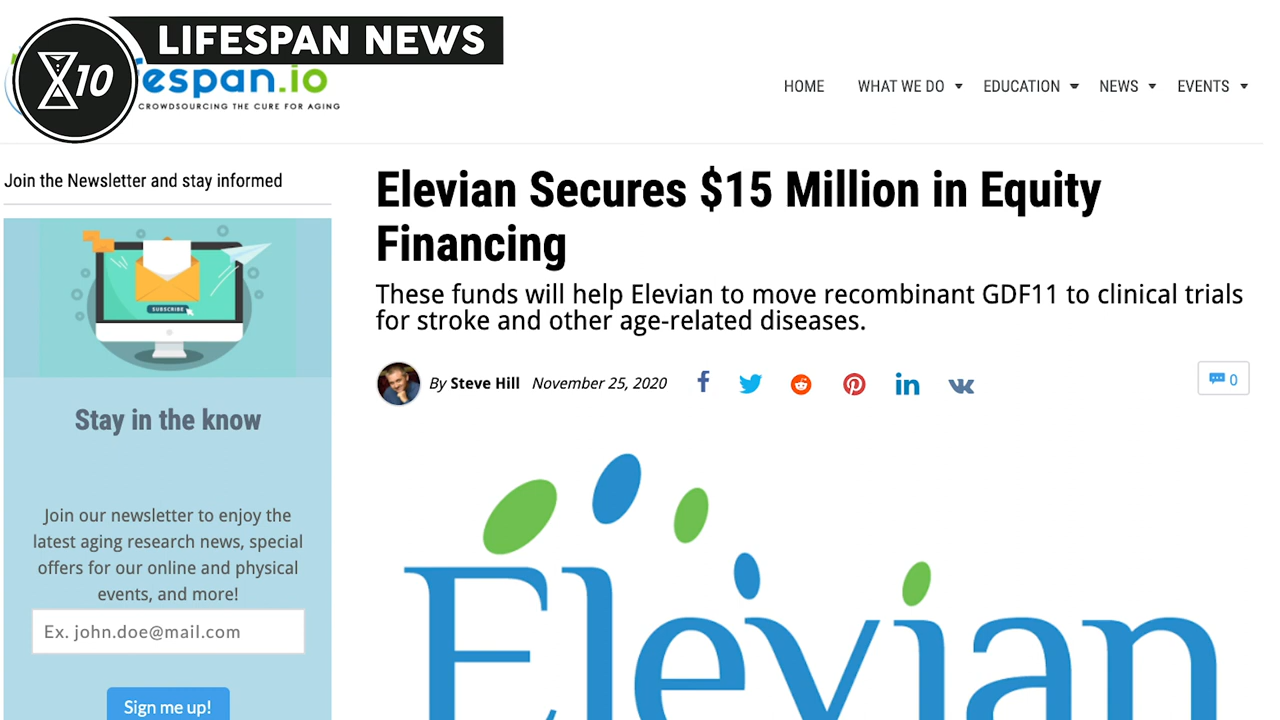 LIFESPAN NEWS
X10
espan.io
CROWDSOURCING THE CURE FOR AGING
HOME
WHAT WE DO
EDUCATION
NEWS
EVENTS
Join the Newsletter and stay informed
SUBSCRIBE
Stay in the know
Join our newsletter to enjoy the
latest aging research news, special
offers for our online and physical
events, and more!
Ex. john.doe@mail.com
Sign me up!
Elevian Secures $15 Million in Equity
Financing
These funds will help Elevian to move recombinant GDF11 to clinical trials
for stroke and other age-related diseases.
By Steve Hill November 25, 2020
0
Elevian